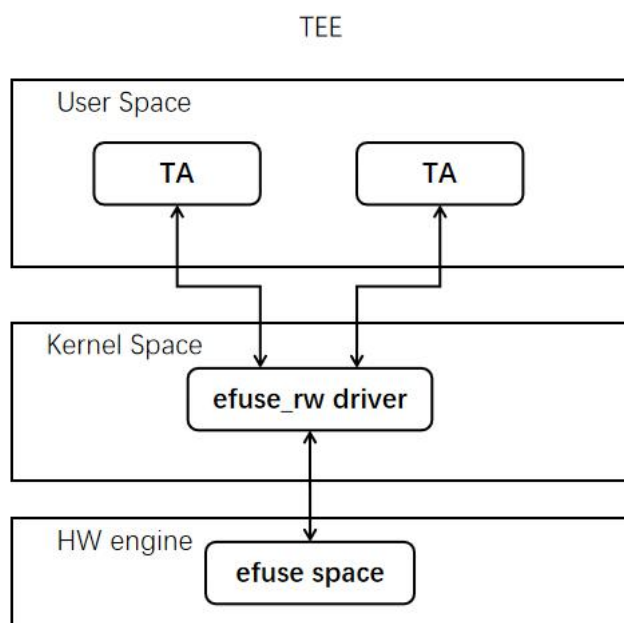 TEE
User Space
TA TA
Kernel Space
efuse_rw driver
HW engine
efuse space